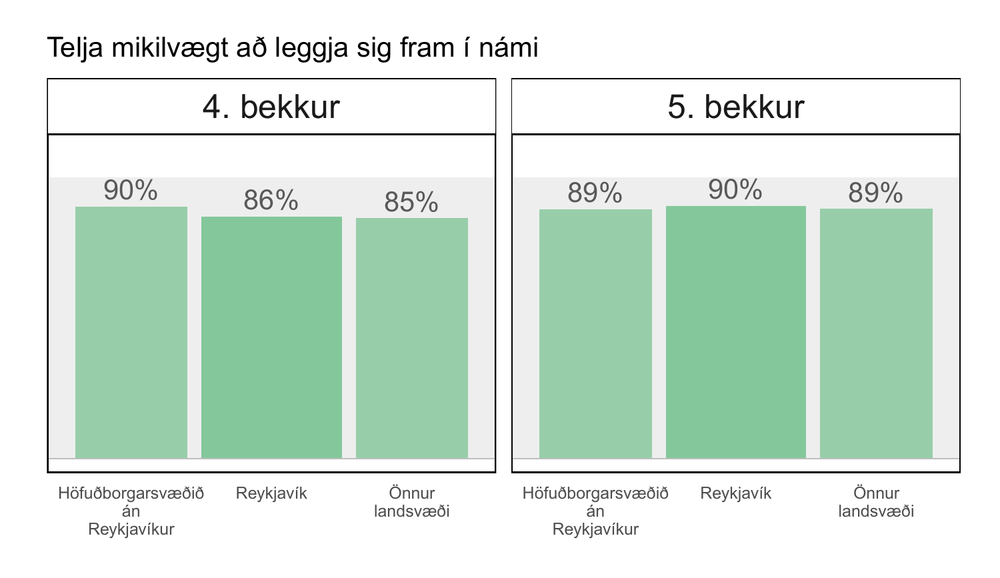 Telja mikilvægt að leggja sig fram í námi
4. bekkur
90%
86%
85%
Höfuðborgarsvæðið
án
Reykjavíkur
Reykjavík
Önnur
landsvæði
5. bekkur
89%
90%
89%
Höfuðborgarsvæðið
án
Reykjavíkur
Reykjavík
Önnur
landsvæði